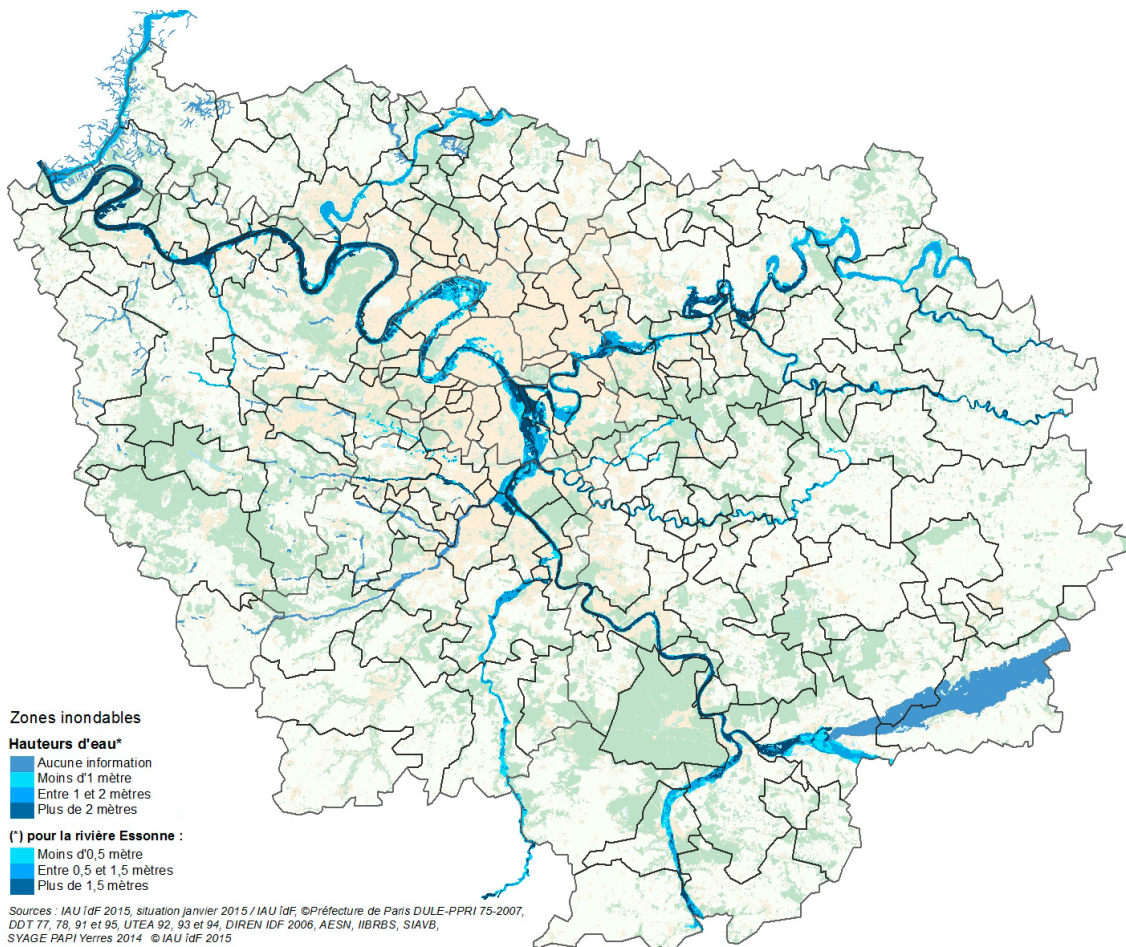 Zones inondables
Hauteurs d'eau*
Aucune information
Moins d'1 mètre
Entre 1 et 2 mètres
Plus de 2 mètres
(*) pour la rivière Essonne :
Moins d'0,5 mètre
Entre 0,5 et 1,5 mètres
Plus de 1,5 mètres
Sources : IAU îdF 2015, situation janvier 2015 / IAU îdF, ©Préfecture de Paris DULE-PPRI 75-2007,
DDT 77, 78, 91 et 95, UTEA 92, 93 et 94, DIREN IDF 2006, AESN, IIBRBS, SIAVB,
SYAGE PAPI Yerres 2014 © IAU îdF 2015